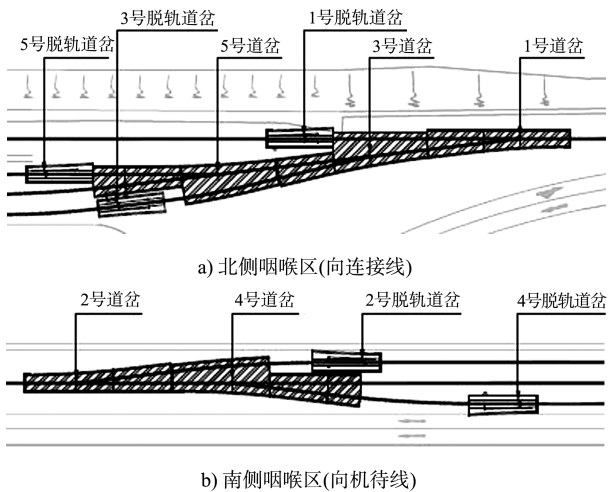 3号脱轨道岔
1号脱轨道岔
5号脱轨道岔
5号道岔
3号道岔
1号道岔
a) 北侧咽喉区(向连接线)
2号道岔
4号道岔
2号脱轨道岔
4号脱轨道岔
b) 南侧咽喉区(向机待线)